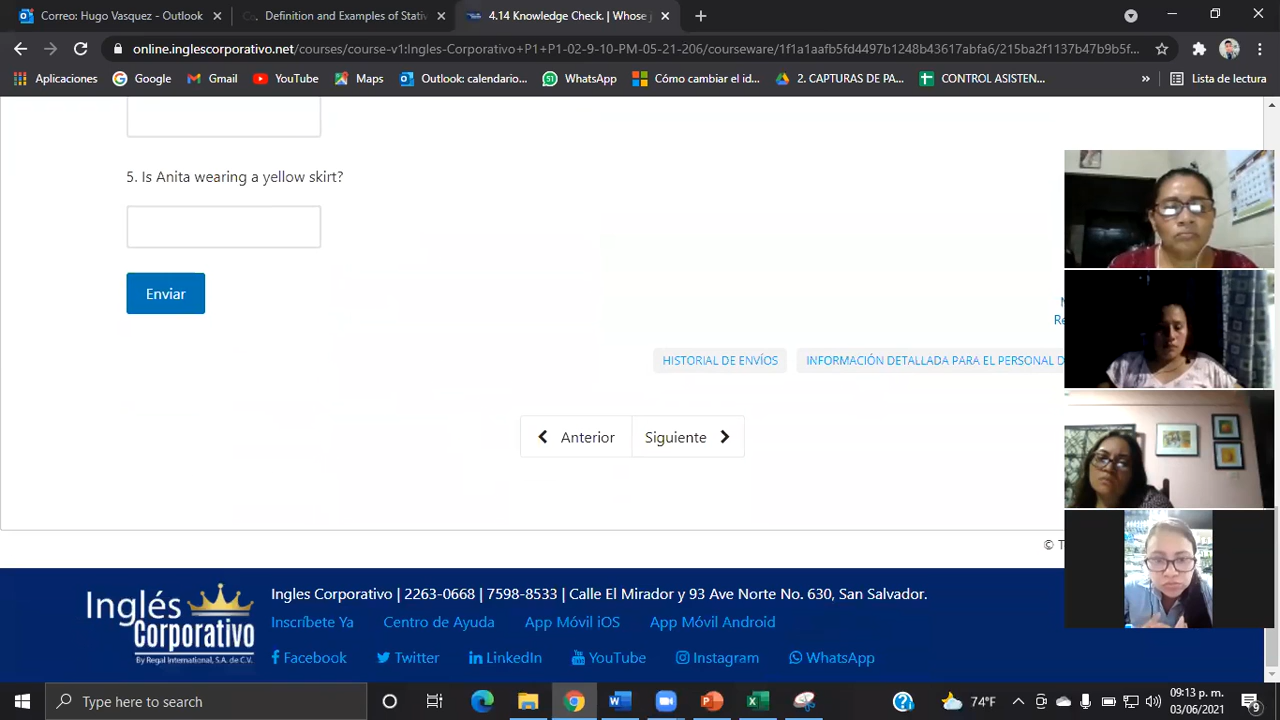 Correo: Hugo Vasquez - Outlook
Definition and Examples of Stativ
4.14 Knowledge Check. | Whose j
online.inglescorporativo.net/courses/course-v1:Ingles-Corporativo+P1+P1-02-9-10-PM-05-21-206/courseware/1f1a1aafb5fd4497b1248b43617abfa6/215ba2f1137b47b9b5f...
Aplicaciones
Google
Gmail
YouTube
Maps
Outlook: calendario...
WhatsApp
Cómo cambiar el id...
2. CAPTURAS DE PA...
CONTROL ASISTEN...
»
Lista de lectura
5. Is Anita wearing a yellow skirt?
Enviar
HISTORIAL DE ENVÍOS
INFORMACIÓN DETALLADA PARA EL PERSONAL D
Anterior
Siguiente
Inglés Corporativo
By Regal International, S.A. de C.V.
Ingles Corporativo | 2263-0668 | 7598-8533 | Calle El Mirador y 93 Ave Norte No. 630, San Salvador.
Inscríbete Ya
Centro de Ayuda
App Móvil iOS
App Móvil Android
Facebook
Twitter
LinkedIn
YouTube
Instagram
WhatsApp
Type here to search
74°F
09:13 p. m.
03/06/2021
9